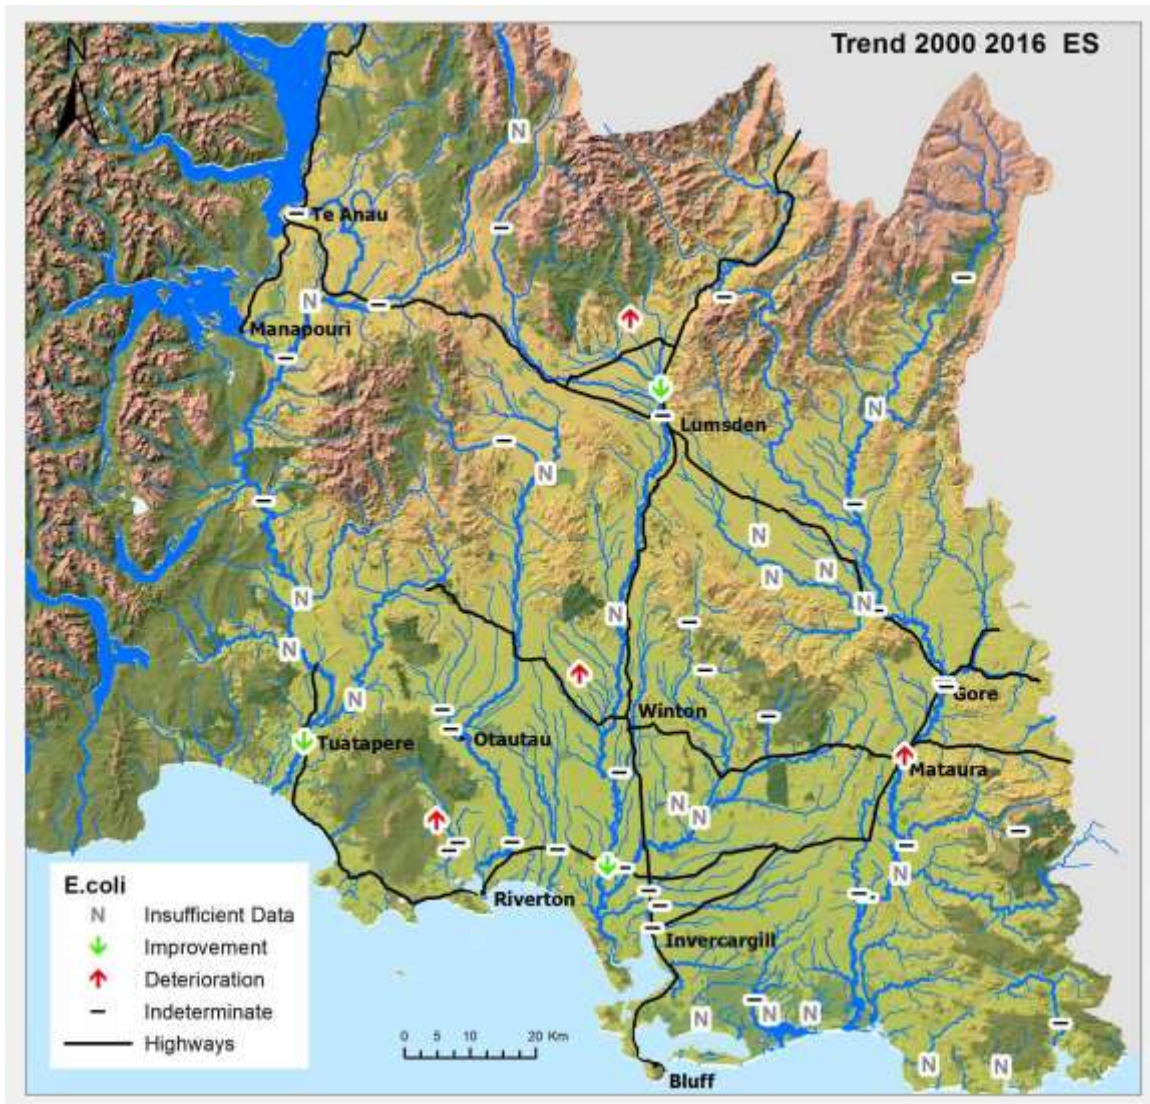 Trend 2000 2016 ES
N
N
Te Anau
N
Manapouri
N
Lumsden
N
N
N
N
N
N
N
N
Gore
N
Winton
Tuatapere
Otautau
Mataura
N
N
N
Riverton
Invercargill
N
N
N
N
N
Bluff
E.coli
N Insufficient Data
Improvement
Deterioration
Indeterminate
Highways
0 5 10 20 Km